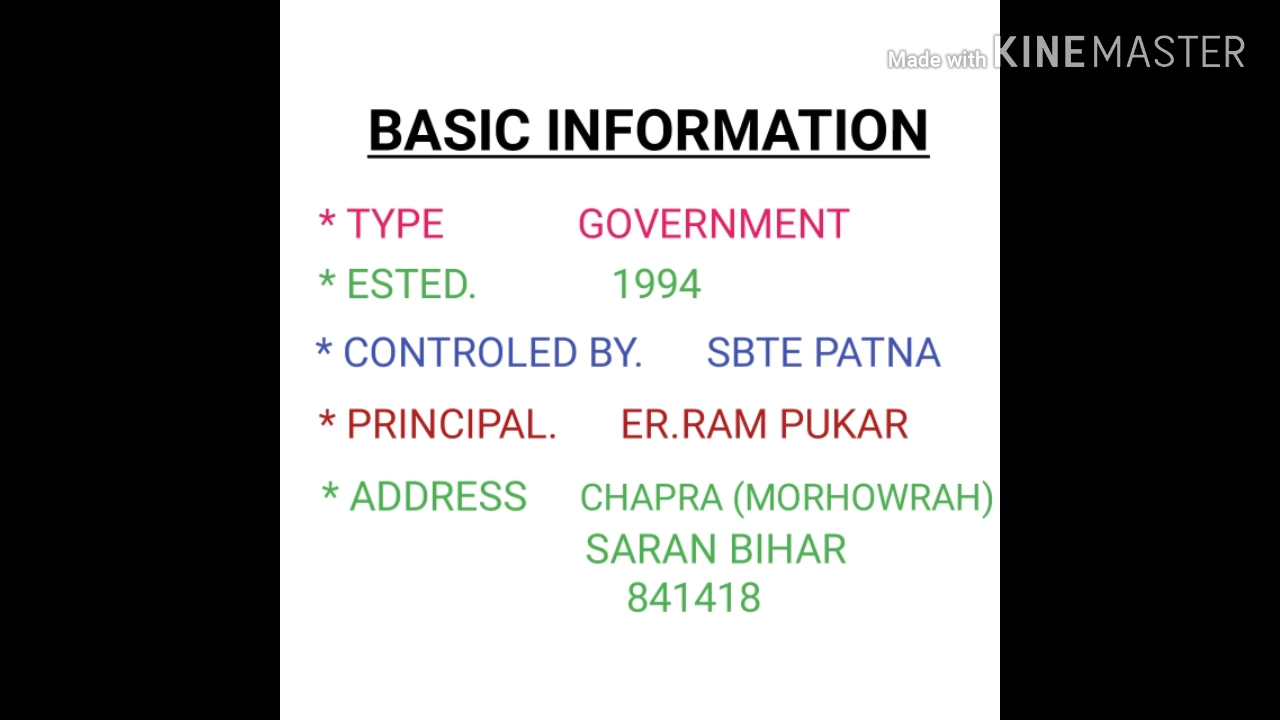 Made with KINEMASTER
BASIC INFORMATION
* TYPE GOVERNMENT
* ESTED. 1994
* CONTROLED BY. SBTE PATNA
* PRINCIPAL. ER.RAM PUKAR
* ADDRESS CHAPRA (MORHOWRAH)
SARAN BIHAR
841418